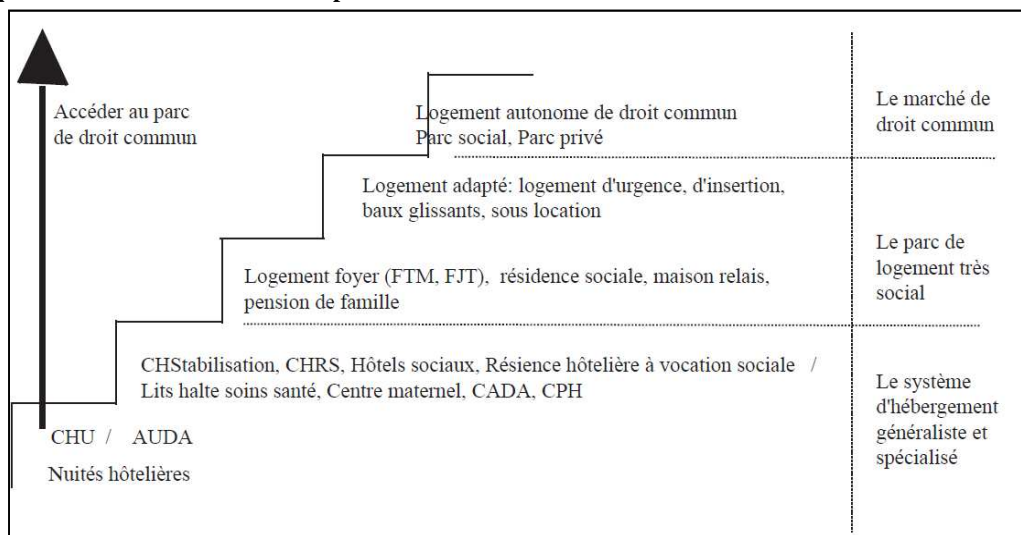 Accéder au parc
de droit commun
Logement autonome de droit commun
Parc social, Parc privé
Le marché de
droit commun
Logement adapté: logement d'urgence, d'insertion,
baux glissants, sous location
Logement foyer (FTM, FJT), résidence sociale, maison relais,
pension de famille
Le parc de
logement très
social
CHStabilisation, CHRS, Hôtels sociaux, Résience hôtelière à vocation sociale /
Lits halte soins santé, Centre maternel, CADA, CPH
Le système
d'hébergement
généraliste et
spécialisé
CHU / AUDA
Nuités hôtelières